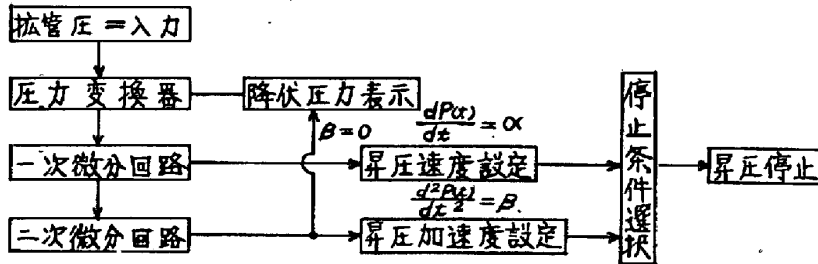 拡管圧=入力
圧力変換器
降伏圧力表示
β=0
dP(t)/dt=α
一次微分回路
昇圧速度設定
d²P(t)/dt²=β
二次微分回路
昇圧加速度設定
停止条件選択
昇圧停止